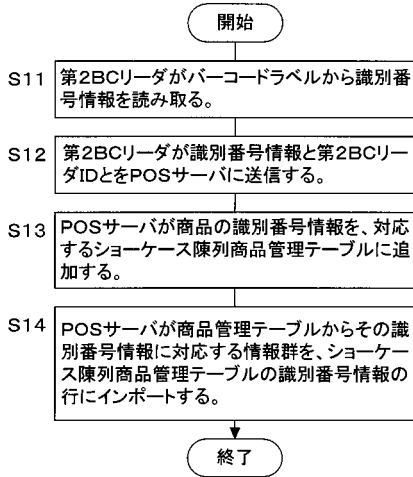 開始
S11 第2BCリーダがバーコードラベルから識別番
号情報を読み取る。
S12 第2BCリーダが識別番号情報と第2BCリー
ダIDとをPOSサーバに送信する。
S13 POSサーバが商品の識別番号情報を、対応
するショーケース陳列商品管理テーブルに追
加する。
S14 POSサーバが商品管理テーブルからその識
別番号情報に対応する情報群を、ショーケー
ス陳列商品管理テーブルの識別番号情報の
行にインポートする。
終了